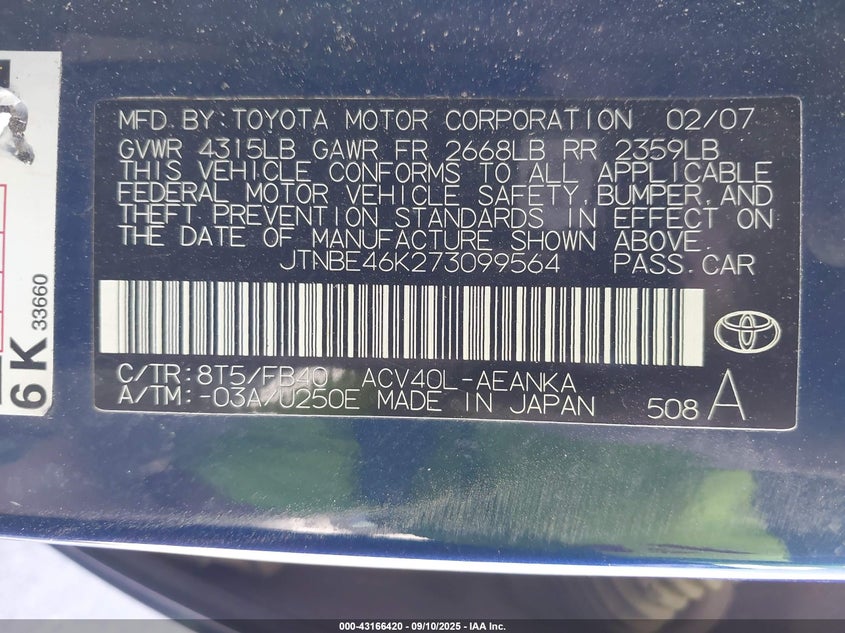 MFD.BY:TOYOTA MOTOR CORPORATION 02/07
GVWR 4315LB GAWR FR 2668LB RR 2359LB
THIS VEHICLE CONFORMS TO ALL APPLICABLE
FEDERAL MOTOR VEHICLE SAFETY,BUMPER,AND
THEFT PREVENTION STANDARDS IN EFFECT ON
THE DATE OF MANUFACTURE SHOWN ABOVE.
JTNBE46K273099564 PASS.CAR
C/TR:8T5/FB40 ACV40L-AEANKA
A/TM:-03A/U250E MADE IN JAPAN 508 A
6K 33660
000-43166420 - 09/10/2025 - IAA Inc.